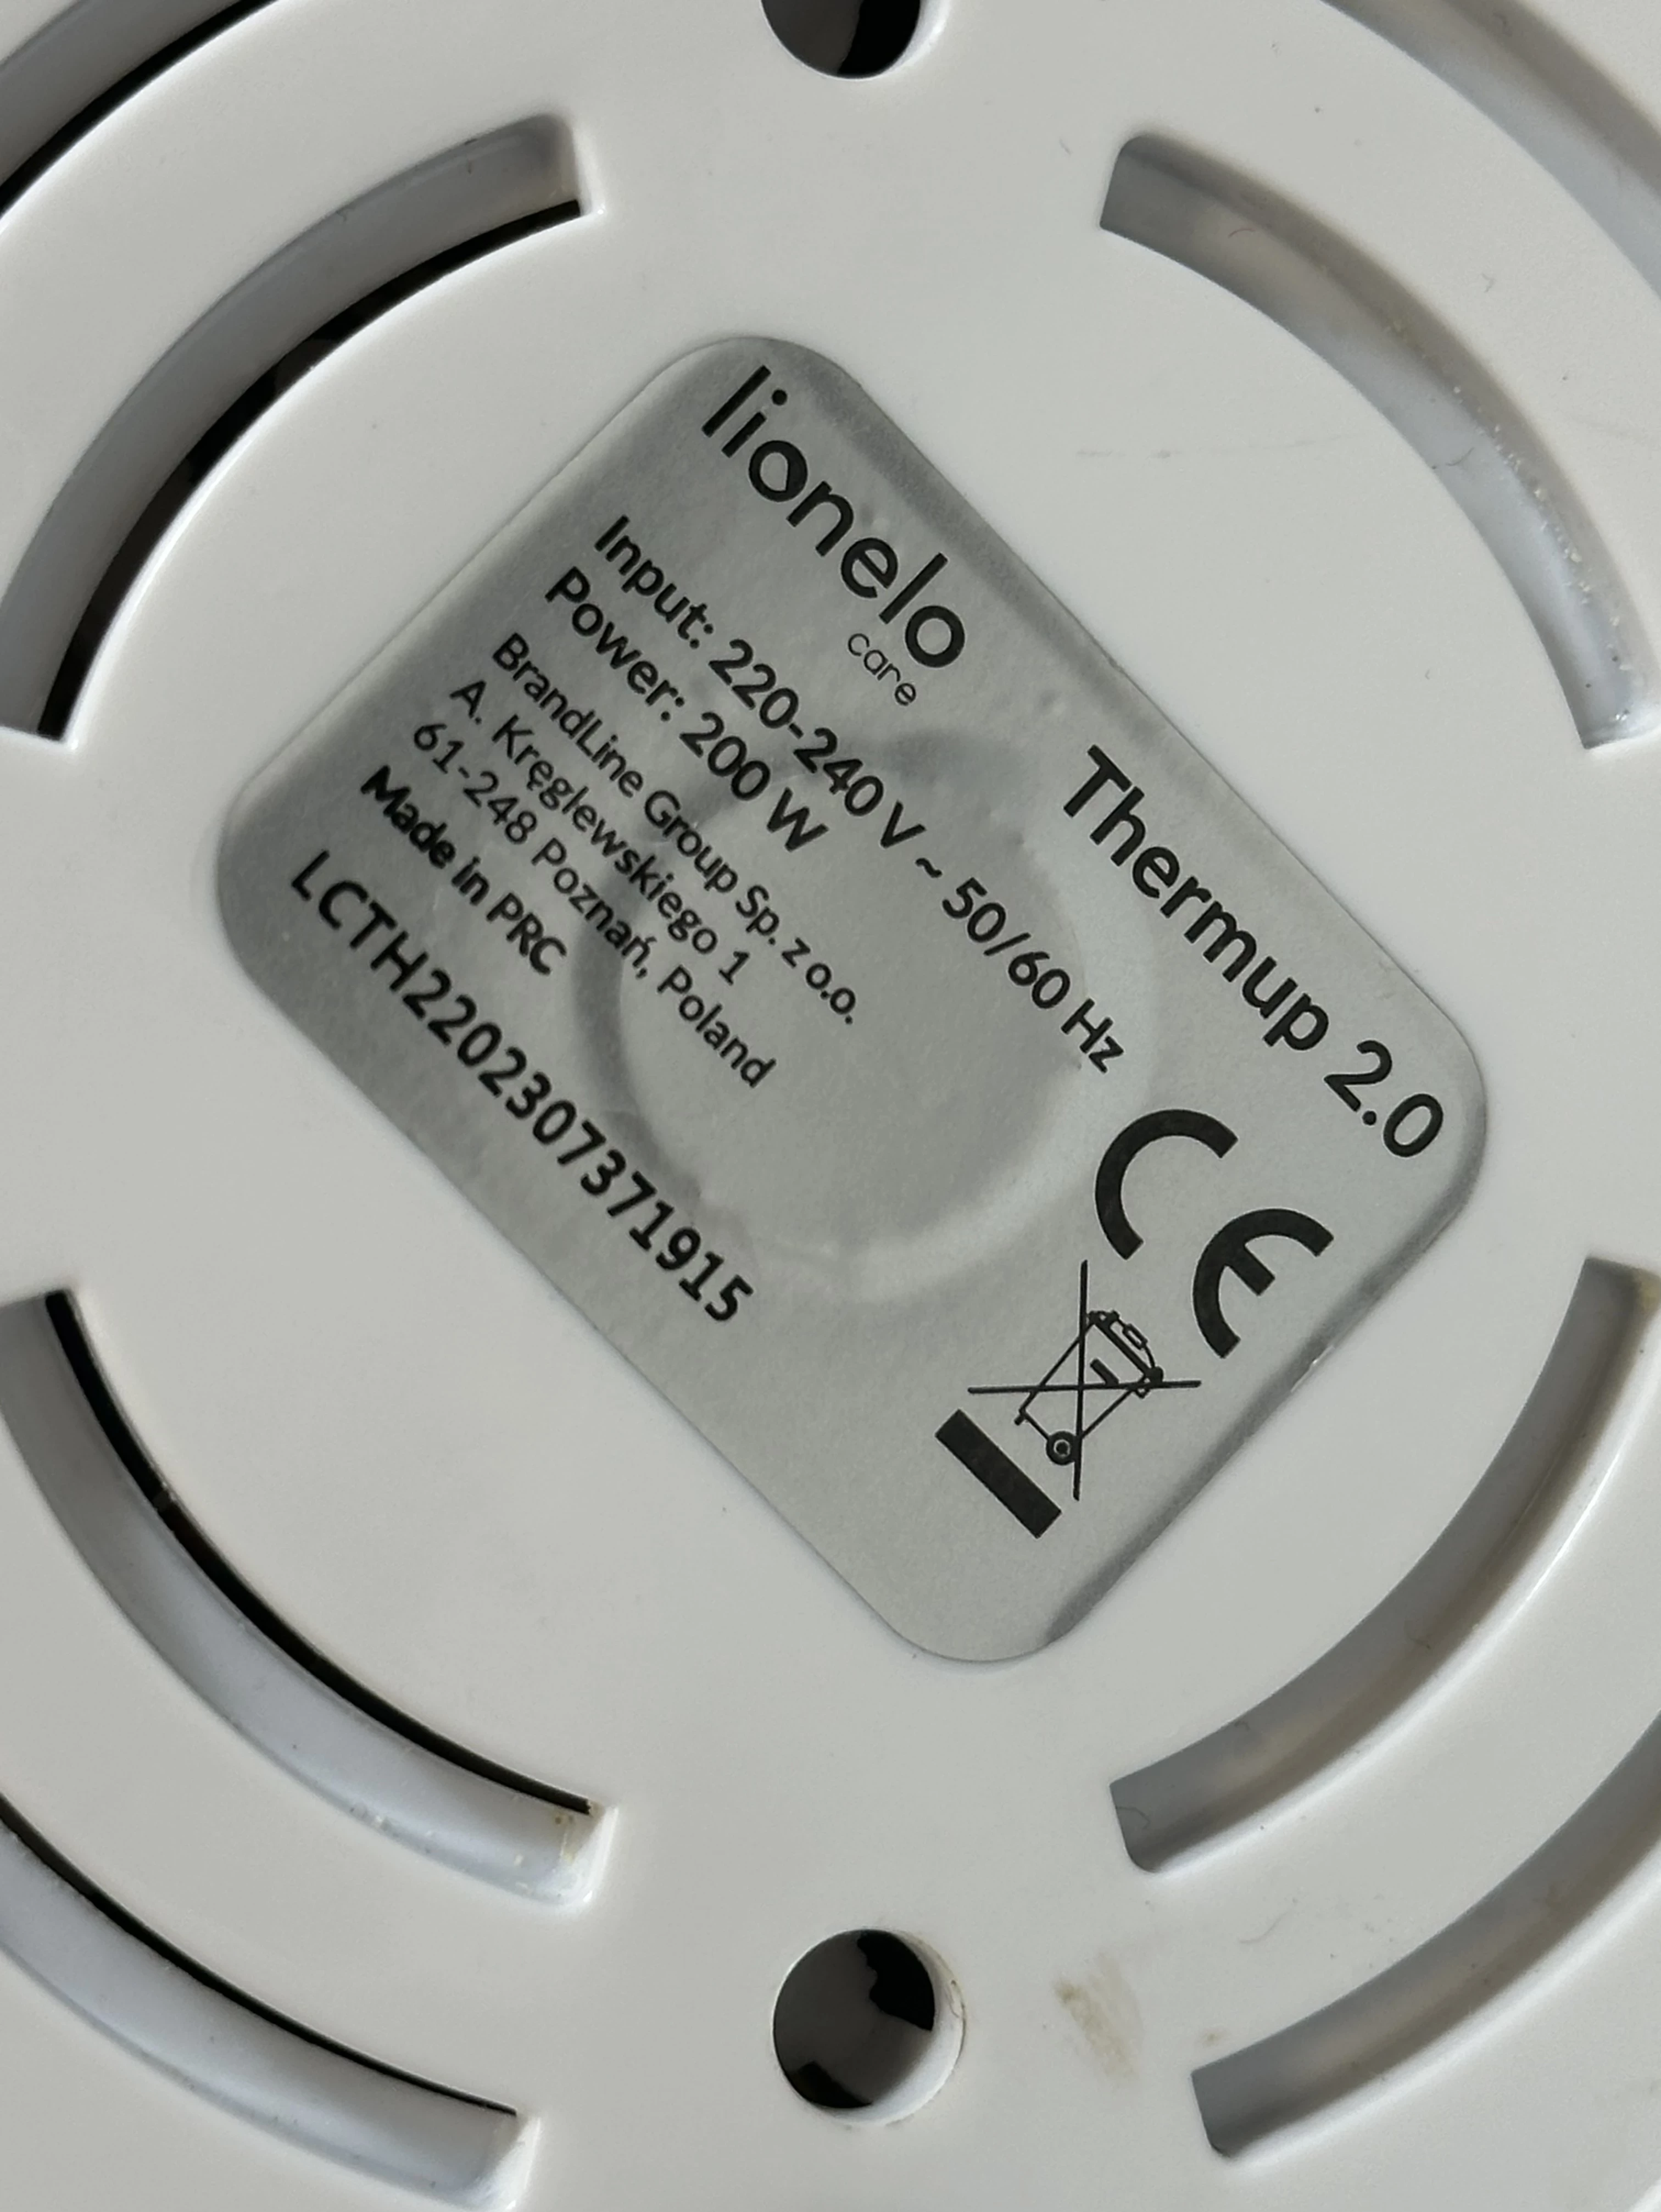 lionelo
care
Thermup 2.0
Input: 220-240 V ~ 50/60 Hz
Power: 200 W
BrandLine Group Sp. z o.o.
A. Kręglewskiego 1
61-248 Poznań, Poland
Made in PRC
LCTH2202307371915
CE